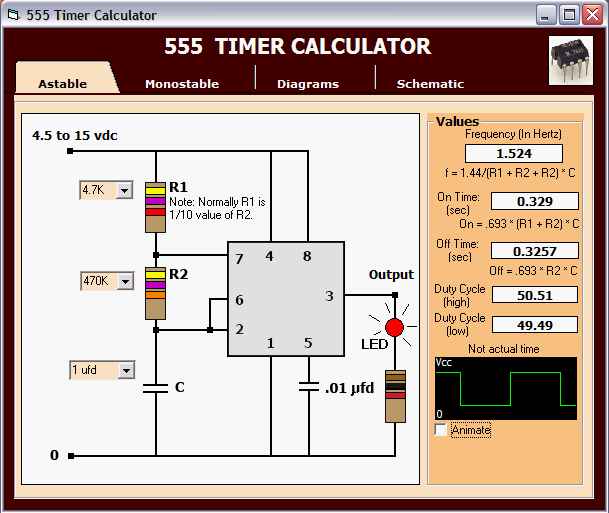 555 Timer Calculator
555 TIMER CALCULATOR
Astable
Monostable
Diagrams
Schematic
4.5 to 15 vdc
4.7K
R1
Note: Normally R1 is
1/10 value of R2.
470K
R2
7
4
8
6
3
2
1
5
Output
LED
1 ufd
C
.01 µfd
0
Values
Frequency (In Hertz)
1.524
f = 1.44/(R1 + R2 + R2) * C
On Time:
(sec)
0.329
On = .693 * (R1 + R2) * C
Off Time:
(sec)
0.3257
Off = .693 * R2 * C
Duty Cycle
(high)
50.51
Duty Cycle
(low)
49.49
Not actual time
Vcc
0
Animate